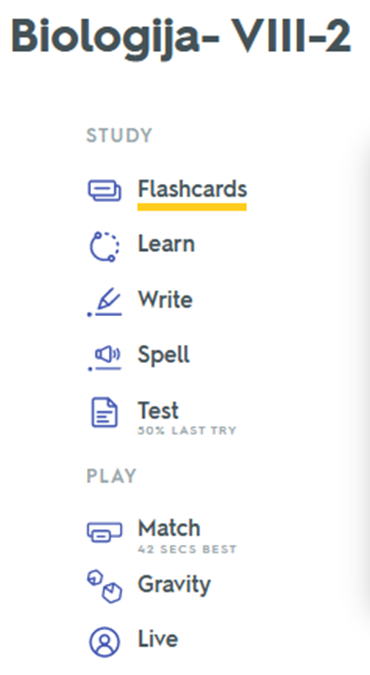 Biologija- VIII-2
STUDY
Flashcards
Learn
Write
Spell
Test
50% LAST TRY
PLAY
Match
42 SECS BEST
Gravity
Live